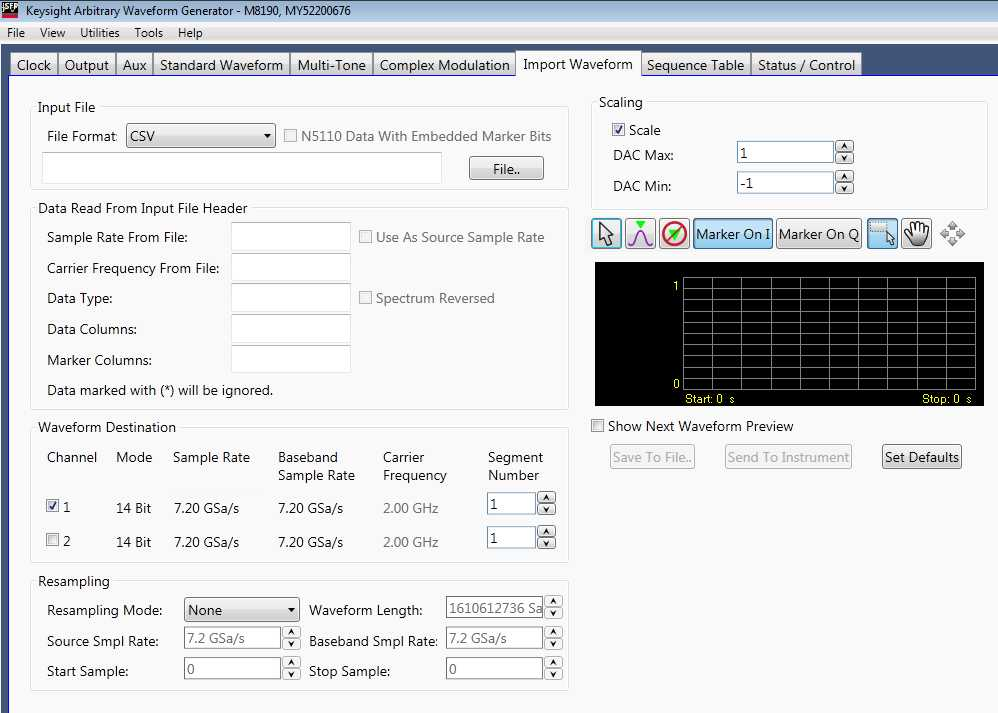 Keysight Arbitrary Waveform Generator - M8190, MY52200676
File View Utilities Tools Help
Clock Output Aux Standard Waveform Multi-Tone Complex Modulation Import Waveform Sequence Table Status / Control
Input File
File Format: CSV N5110 Data With Embedded Marker Bits
File..
Data Read From Input File Header
Sample Rate From File: Use As Source Sample Rate
Carrier Frequency From File:
Data Type: Spectrum Reversed
Data Columns:
Marker Columns:
Data marked with (*) will be ignored.
Waveform Destination
Channel Mode Sample Rate Baseband Sample Rate Carrier Frequency Segment Number
1 14 Bit 7.20 GSa/s 7.20 GSa/s 2.00 GHz 1
2 14 Bit 7.20 GSa/s 7.20 GSa/s 2.00 GHz 1
Resampling
Resampling Mode: None Waveform Length: 1610612736 Sa
Source Smpl Rate: 7.2 GSa/s Baseband Smpl Rate: 7.2 GSa/s
Start Sample: 0 Stop Sample: 0
Scaling
Scale
DAC Max: 1
DAC Min: -1
Marker On I Marker On Q
1
0
Start: 0 s Stop: 0 s
Show Next Waveform Preview
Save To File.. Send To Instrument Set Defaults